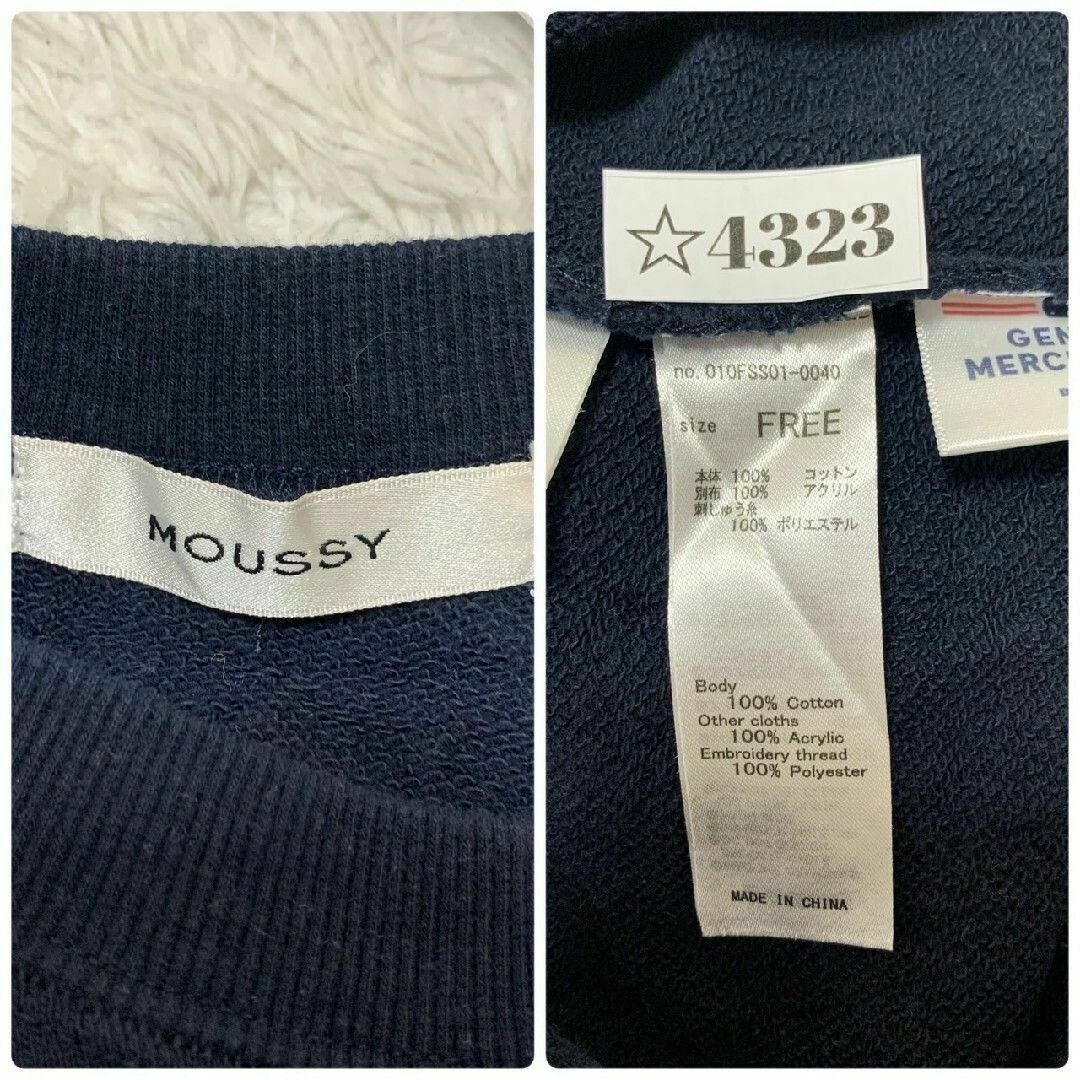 MOUSSY
☆4323
no. 010FSS01-0040
size FREE
本体 100% コットン
別布 100% アクリル
刺しゅう糸
100% ポリエステル
Body
100% Cotton
Other cloths
100% Acrylic
Embroidery thread
100% Polyester
MADE IN CHINA
GEN
MERC